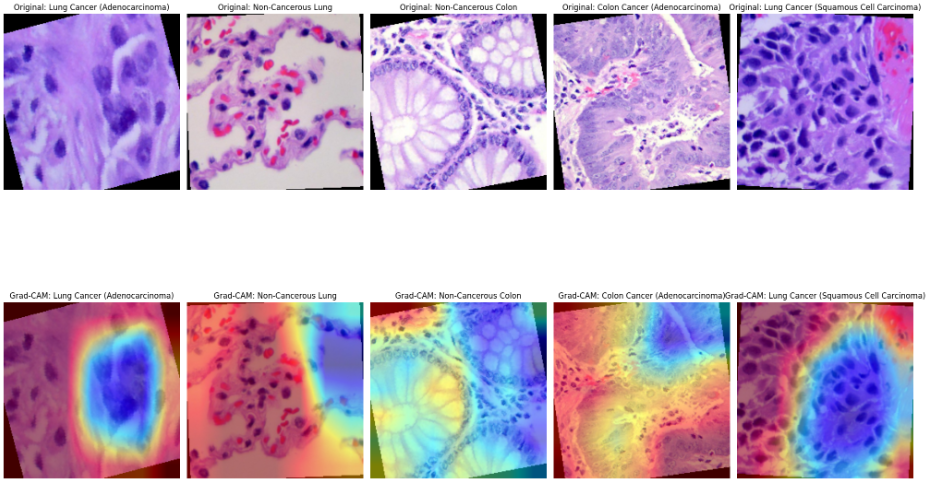 Original: Lung Cancer (Adenocarcinoma)
Original: Non-Cancerous Lung
Original: Non-Cancerous Colon
Original: Colon Cancer (Adenocarcinoma)
Original: Lung Cancer (Squamous Cell Carcinoma)
Grad-CAM: Lung Cancer (Adenocarcinoma)
Grad-CAM: Non-Cancerous Lung
Grad-CAM: Non-Cancerous Colon
Grad-CAM: Colon Cancer (Adenocarcinoma)
Grad-CAM: Lung Cancer (Squamous Cell Carcinoma)